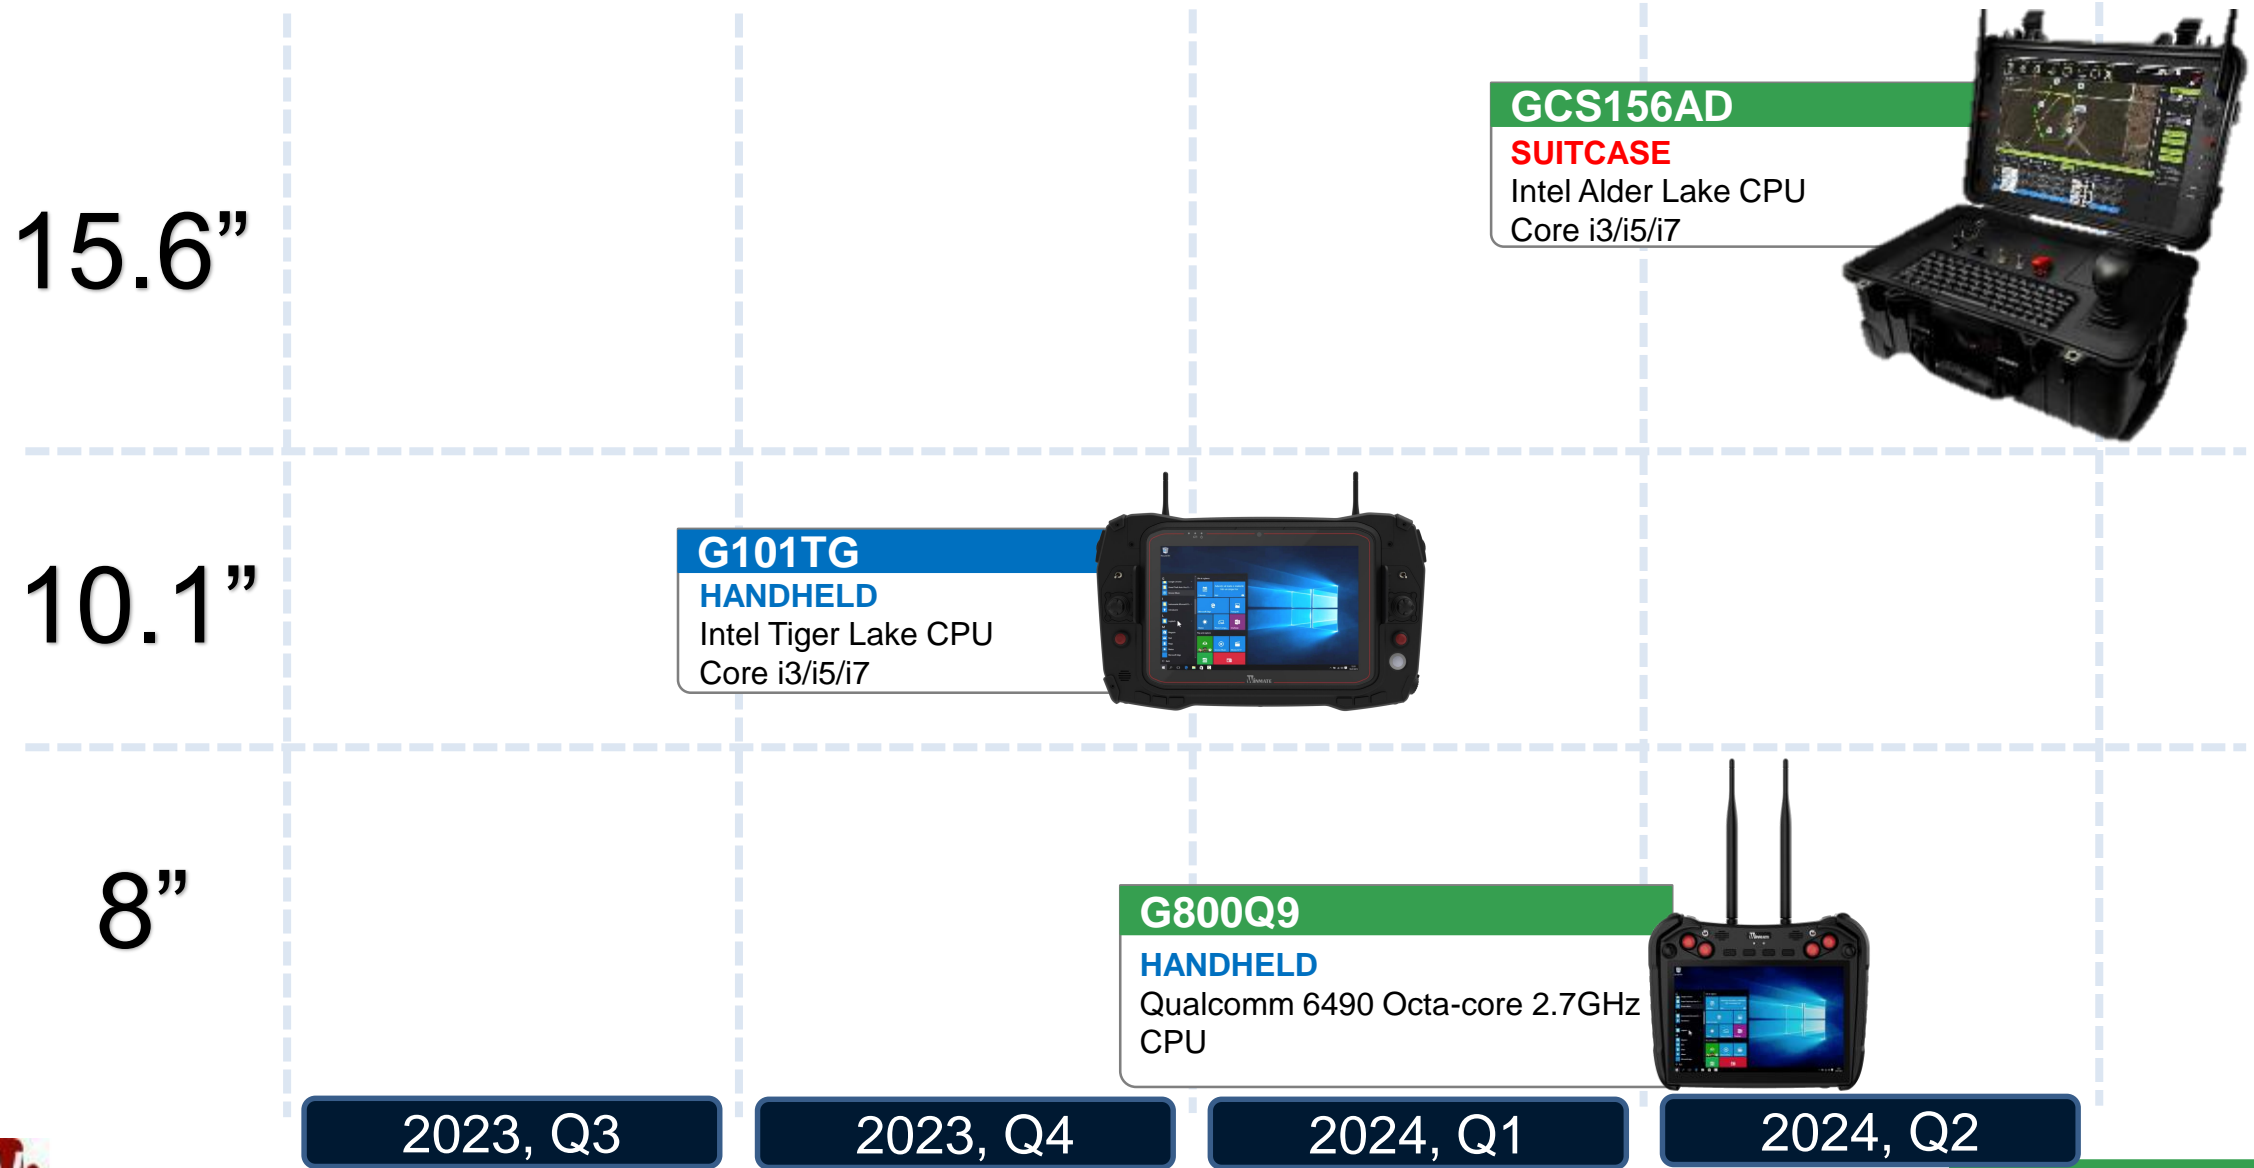 15.6”
GCS156AD
SUITCASE
Intel Alder Lake CPU
Core i3/i5/i7
10.1”
G101TG
HANDHELD
Intel Tiger Lake CPU
Core i3/i5/i7
WINMATE
8”
G800Q9
HANDHELD
Qualcomm 6490 Octa-core 2.7GHz
CPU
2023, Q3
2023, Q4
2024, Q1
2024, Q2